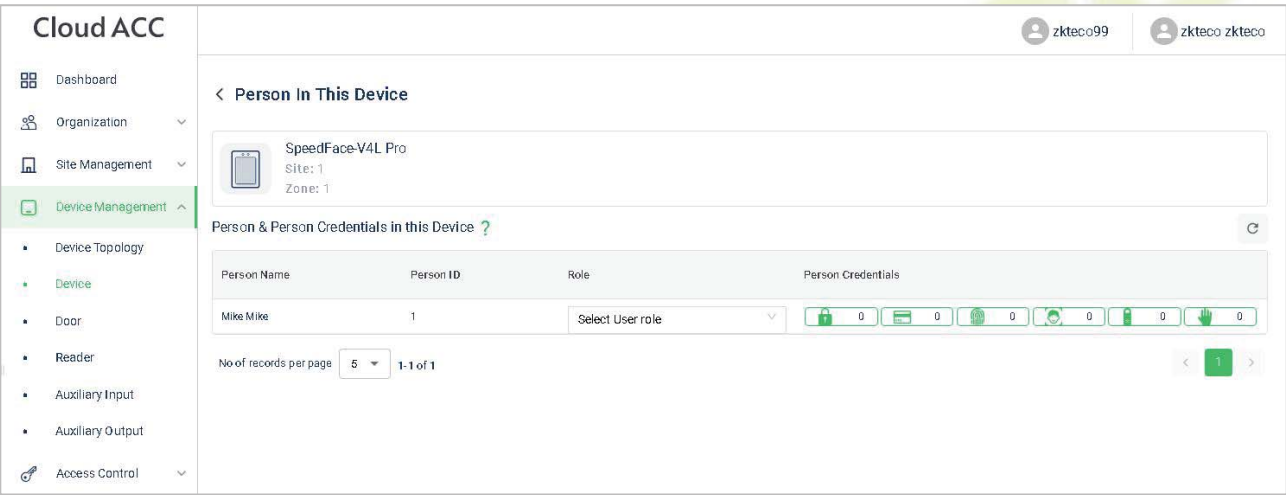 Cloud ACC
zkteco99
zkteco zkteco
Dashboard
Organization
Site Management
Device Management
Device Topology
Device
Door
Reader
Auxiliary Input
Auxiliary Output
Access Control
Person In This Device
SpeedFace-V4L Pro
Site: 1
Zone: 1
Person & Person Credentials in this Device ?
Person Name Person ID Role Person Credentials
Mike Mike 1 Select User role 0 0 0 0 0 0
No of records per page 5 1-1 of 1 < 1 >